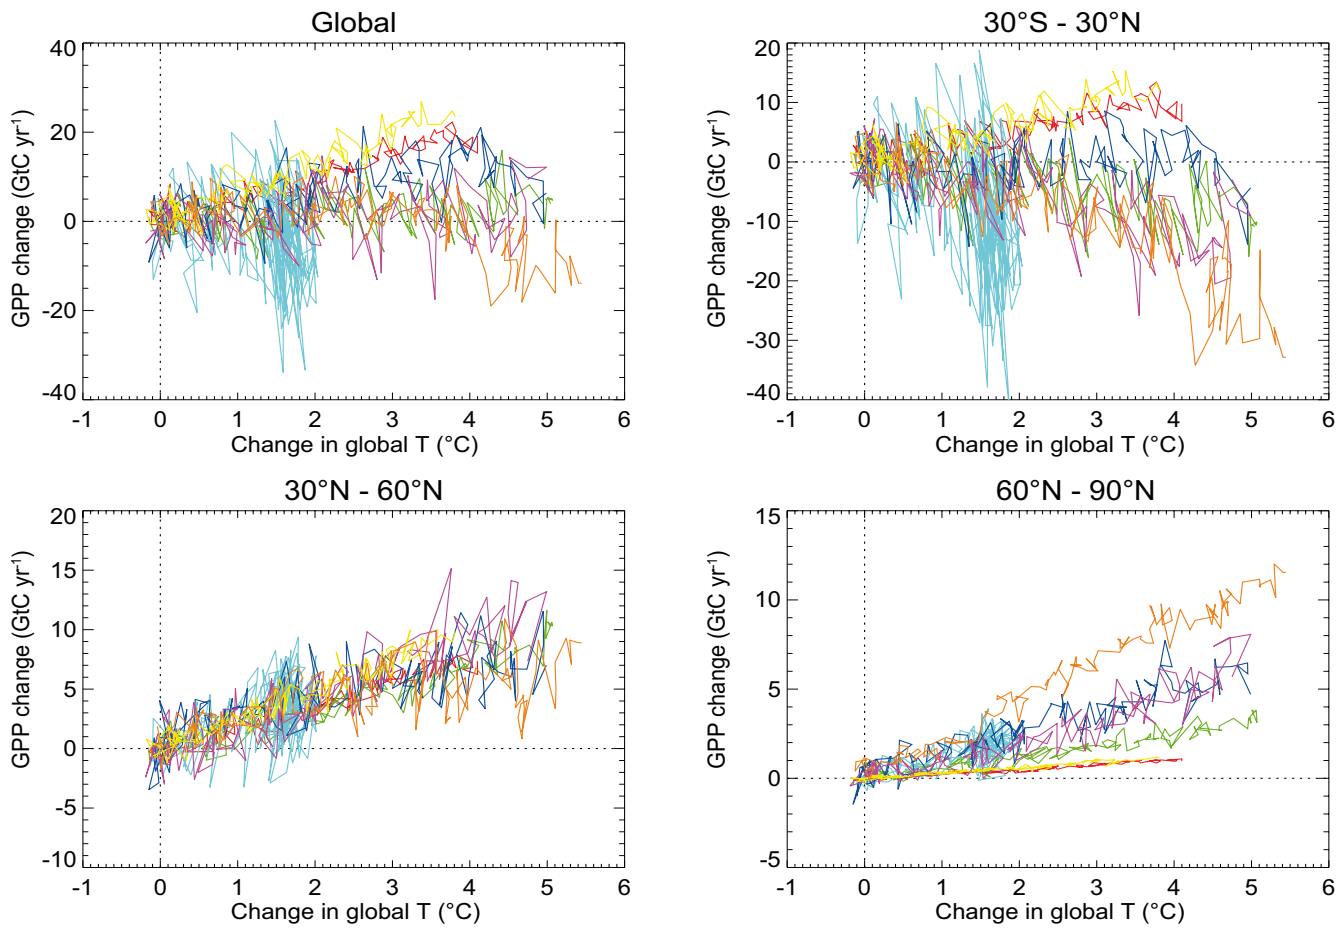 Global
40
20
0
-20
-40
GPP change (GtC yr-1)
-1 0 1 2 3 4 5 6
Change in global T (°C)
30°S - 30°N
20
10
0
-10
-20
-30
-40
GPP change (GtC yr-1)
-1 0 1 2 3 4 5 6
Change in global T (°C)
30°N - 60°N
20
15
10
5
0
-5
-10
GPP change (GtC yr-1)
-1 0 1 2 3 4 5 6
Change in global T (°C)
60°N - 90°N
15
10
5
0
-5
GPP change (GtC yr-1)
-1 0 1 2 3 4 5 6
Change in global T (°C)